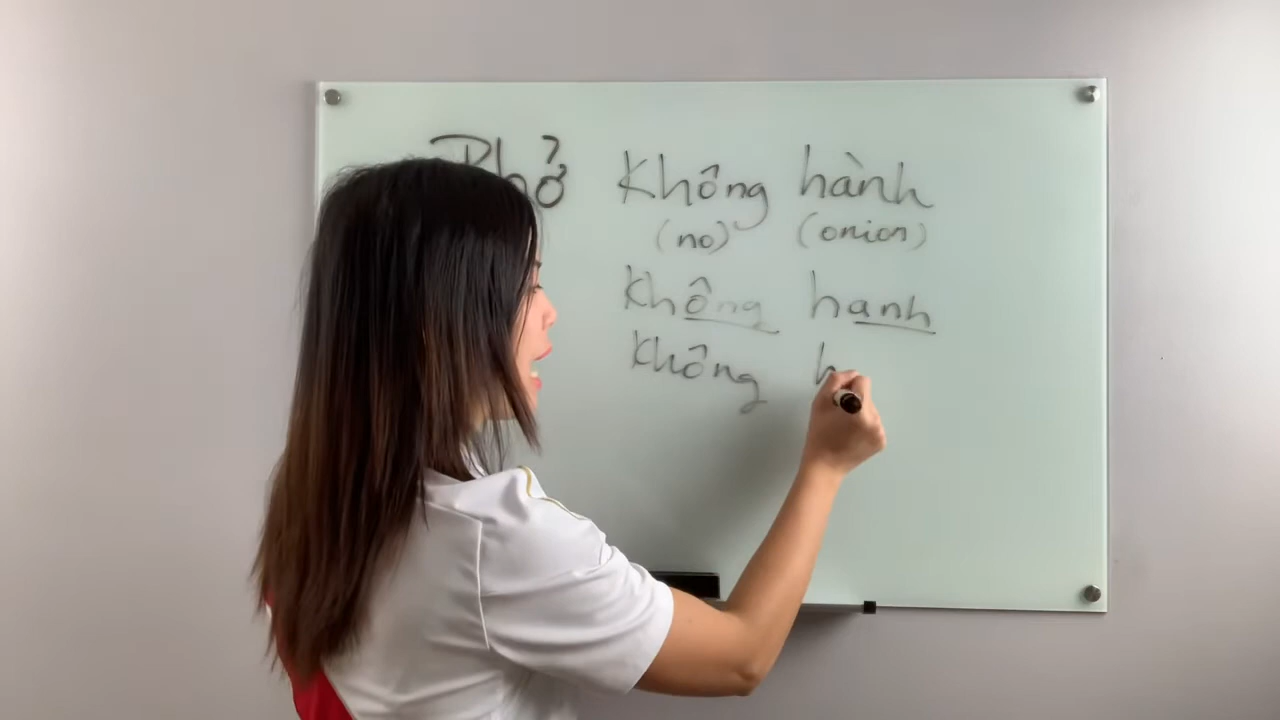 Phở Không hành
(no) (onion)
Không hanh
Không h